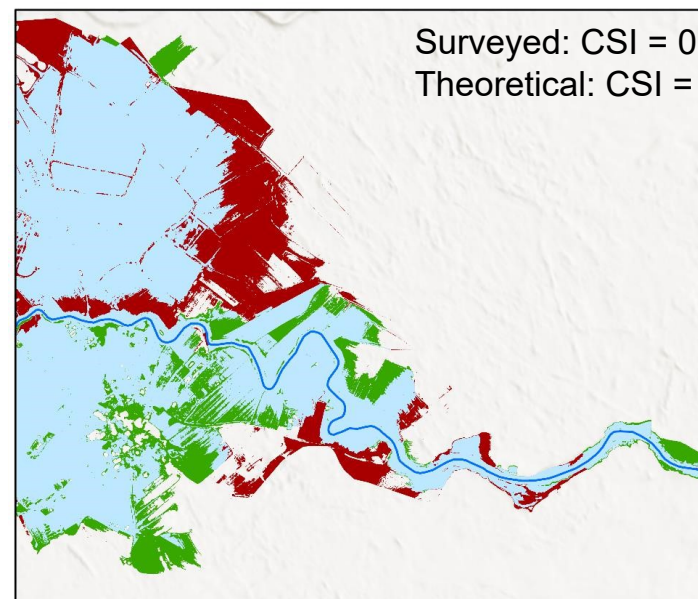 Surveyed: CSI = 0
Theoretical: CSI =